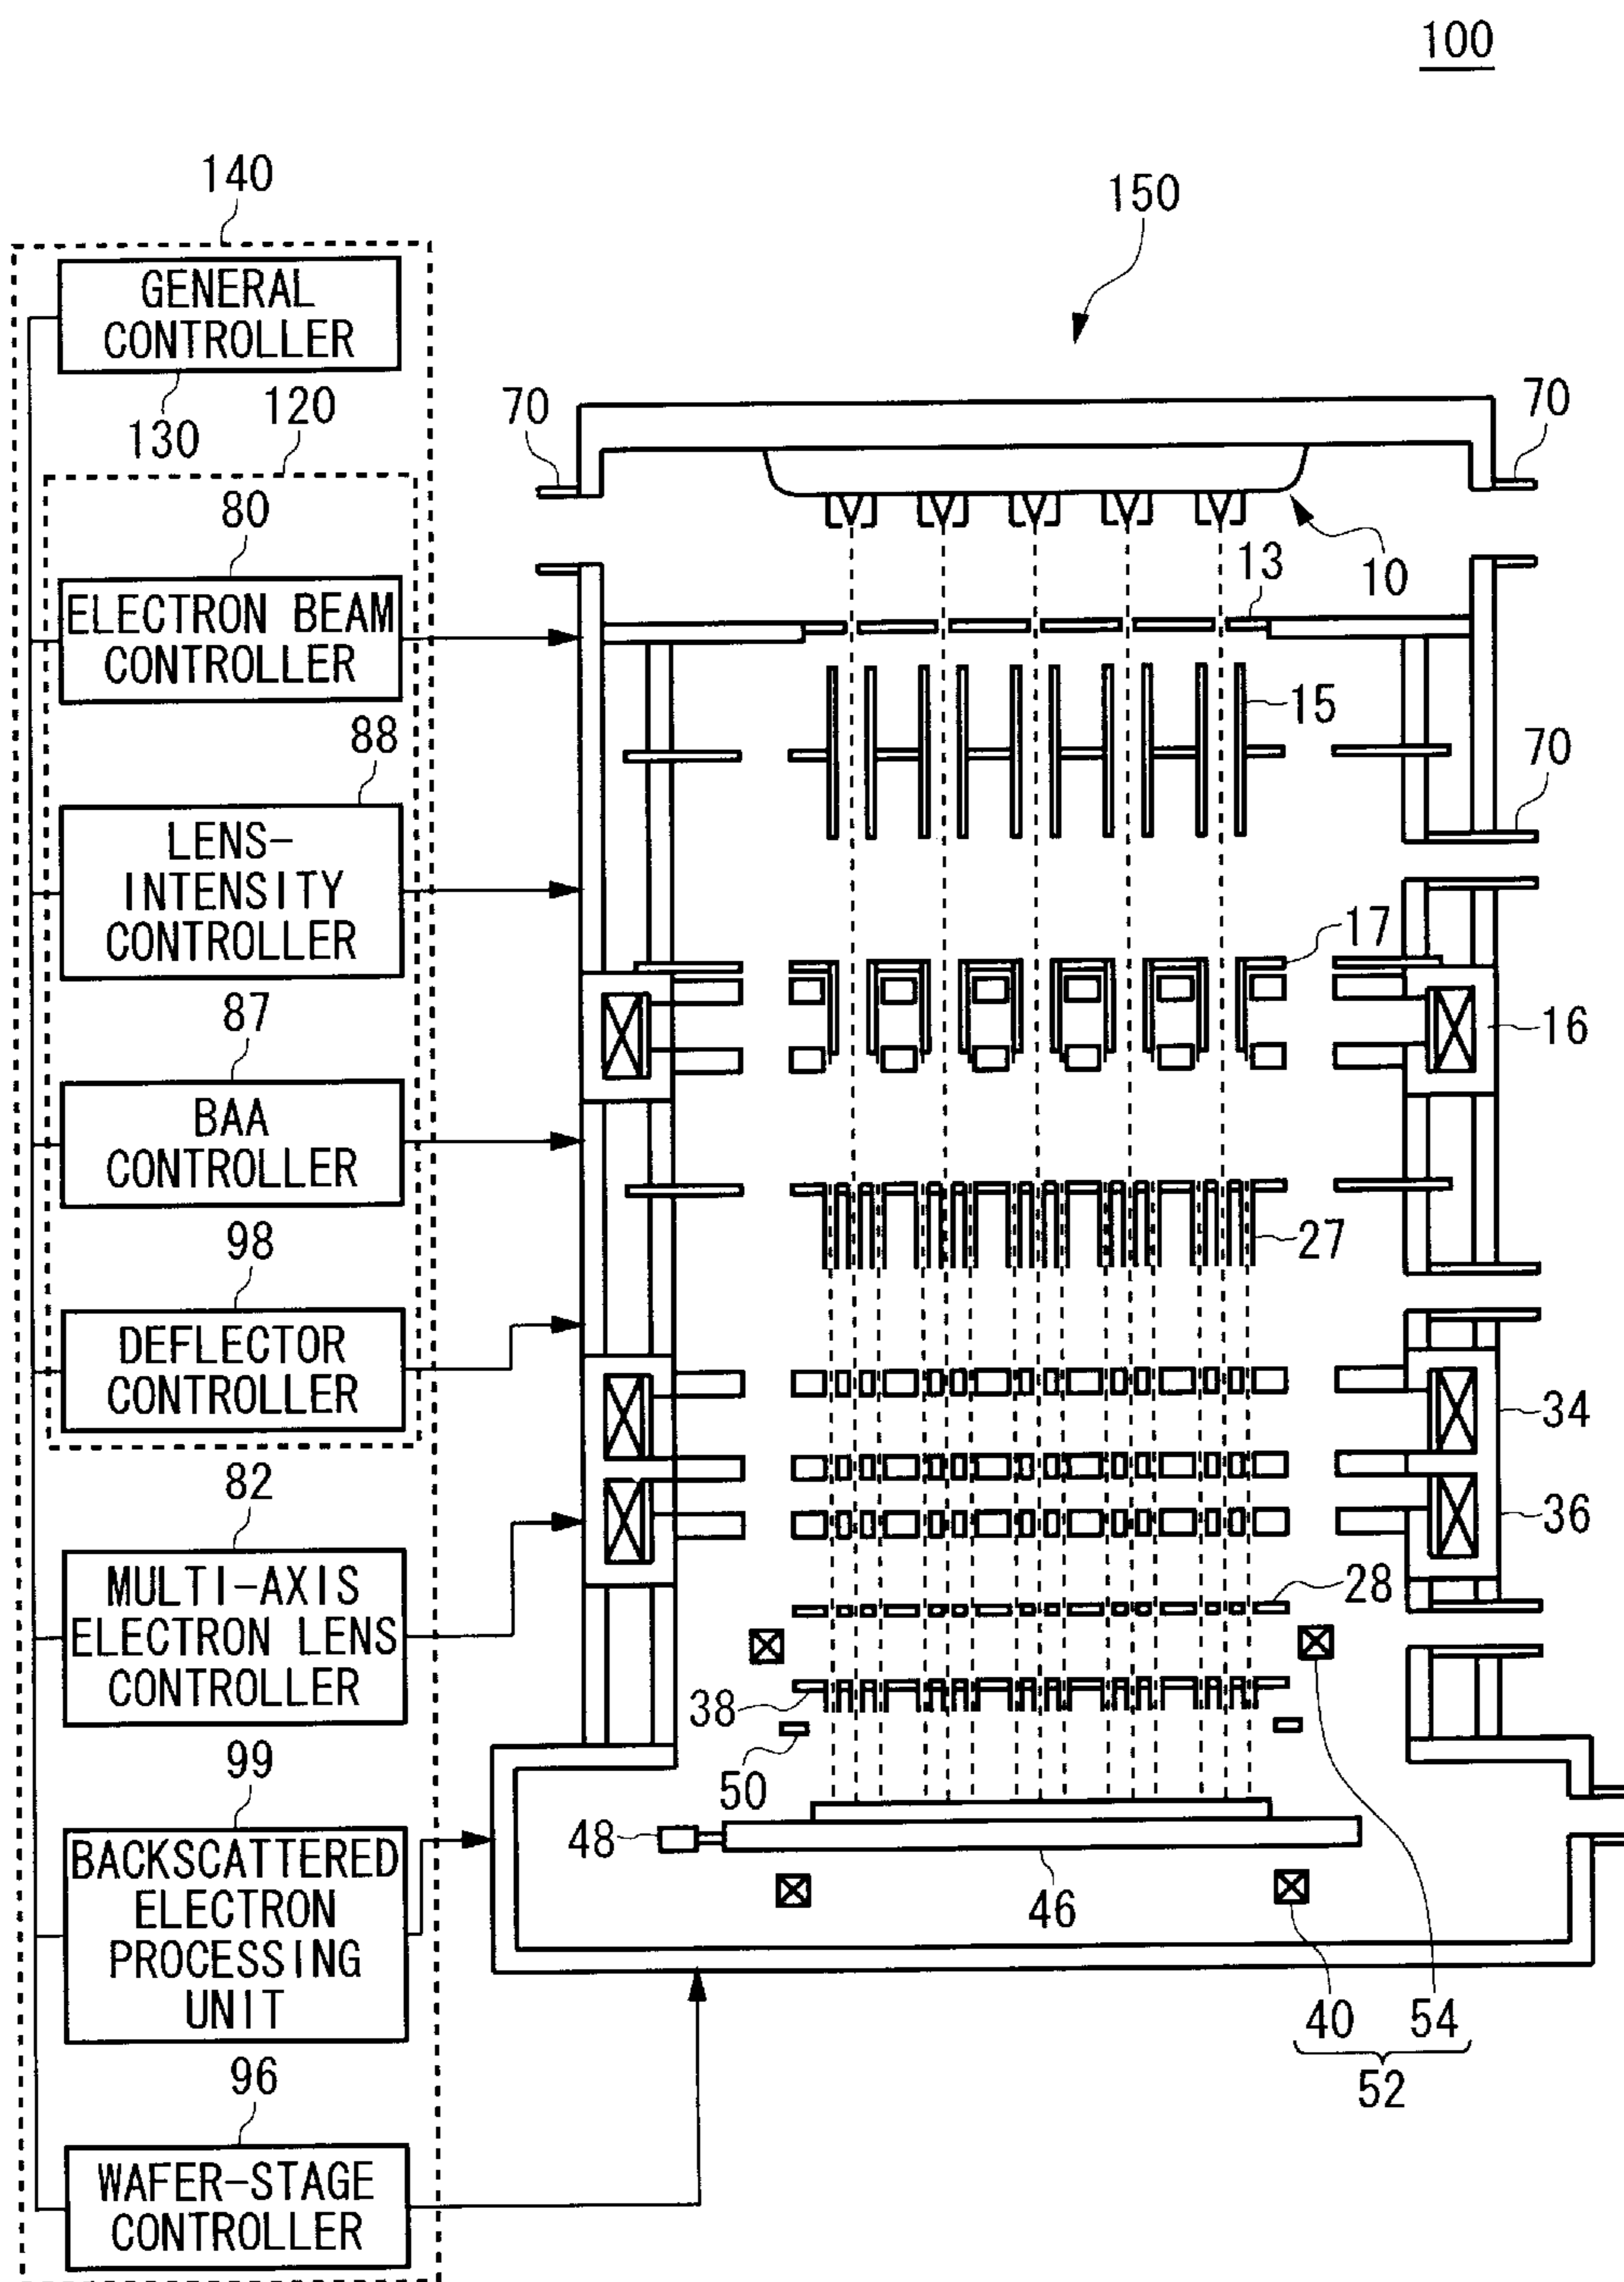 100
140
150
GENERAL
CONTROLLER
130
120
70
70
80
10
13
ELECTRON BEAM
CONTROLLER
15
88
70
LENS-
INTENSITY
CONTROLLER
17
16
87
BAA
CONTROLLER
27
98
DEFLECTOR
CONTROLLER
34
82
36
MULTI-AXIS
ELECTRON LENS
CONTROLLER
28
38
99
50
BACKSCATTERED
ELECTRON
PROCESSING
UNIT
48
46
40 54
52
96
WAFER-STAGE
CONTROLLER